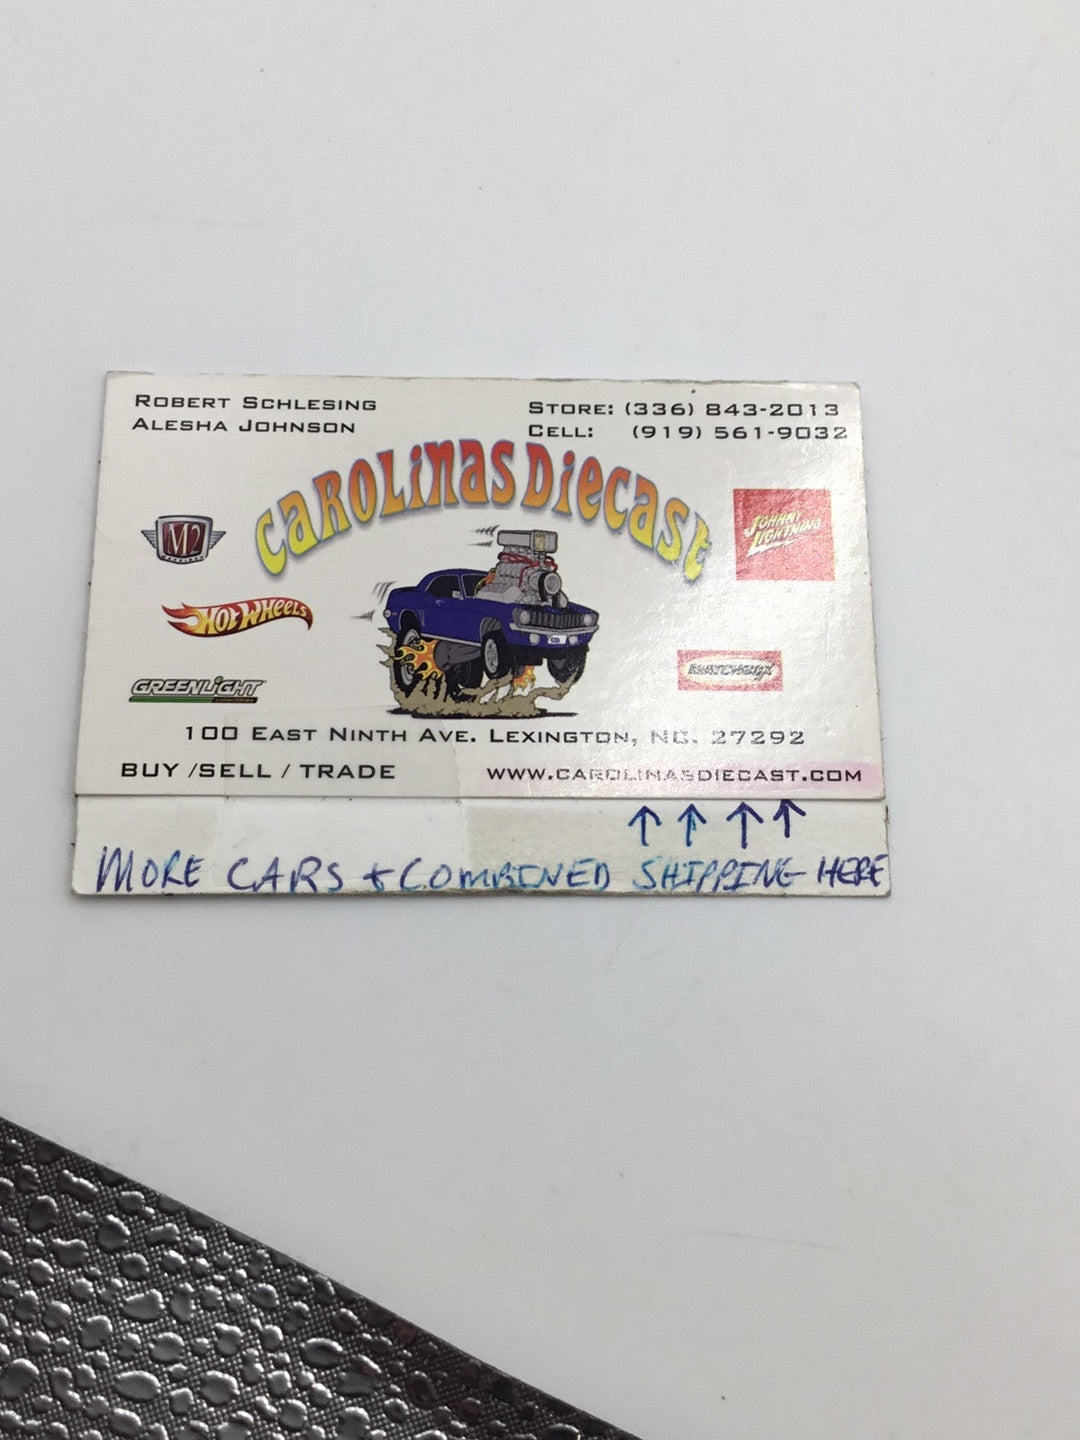 ROBERT SCHLESING
ALESHA JOHNSON
STORE: (336) 843-2013
CELL: (919) 561-9032
CAROLINAS DIECAST
M2
JOHNNY LIGHTNING
HOT WHEELS
MATCHBOX
GREENLIGHT
100 EAST NINTH AVE. LEXINGTON, NC. 27292
BUY /SELL / TRADE
WWW.CAROLINASDIECAST.COM
↑ ↑ ↑ ↑
MORE CARS + COMBINED SHIPPING HERE